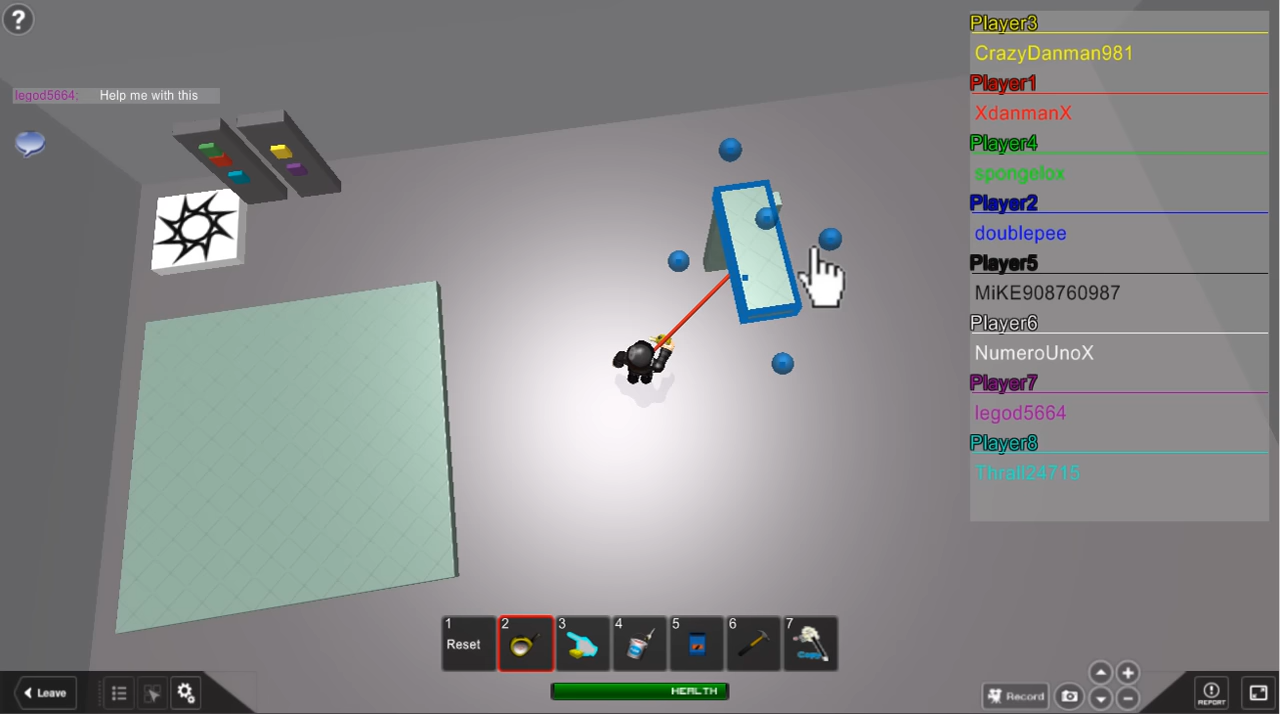 ?
Player3
CrazyDanman981
Player1
XdanmanX
legod5664; Help me with this
Player4
spongelox
Player2
doublepee
Player5
MiKE908760987
Player6
NumeroUnoX
Player7
legod5664
Player8
Thrall24715
1 2 3 4 5 6 7
Reset
Copy
Leave
HEALTH
Record
REPORT